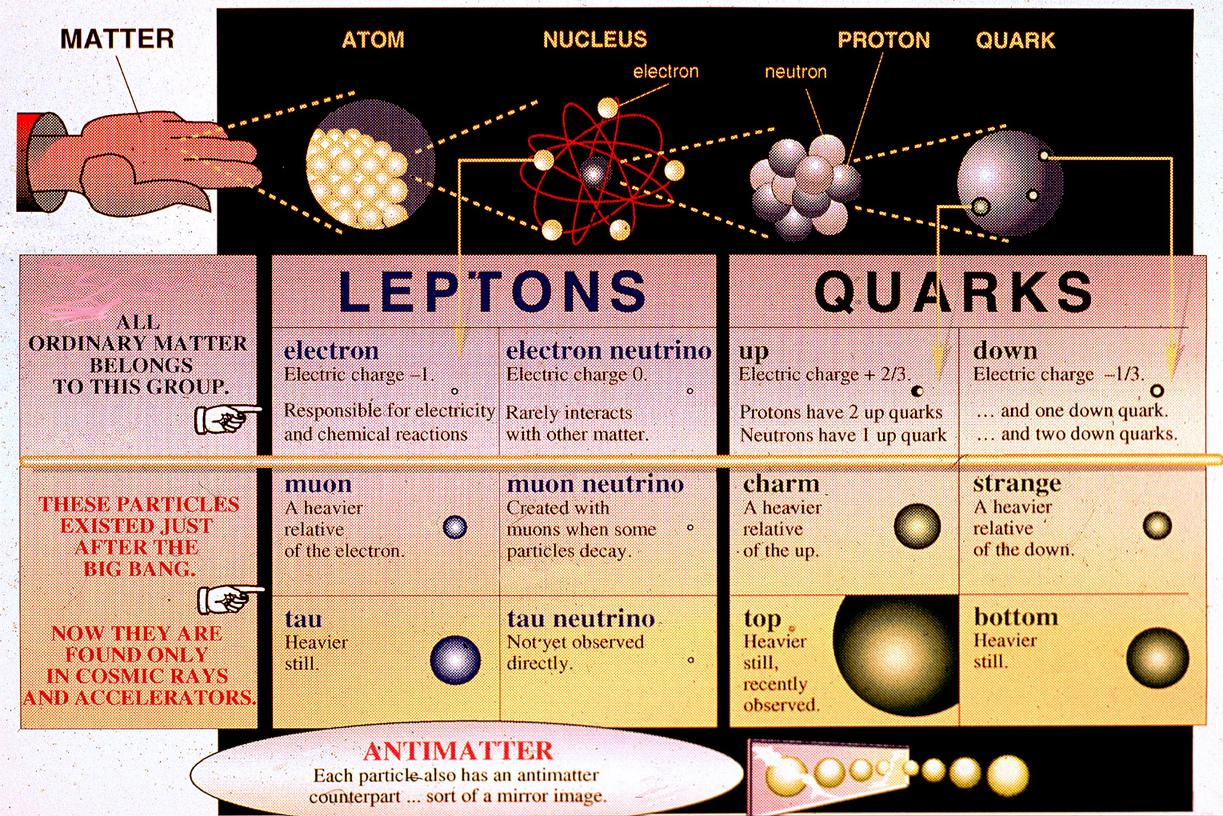 MATTER
ATOM
NUCLEUS
PROTON
QUARK
electron
neutron
LEPTONS
QUARKS
ALL
ORDINARY MATTER
BELONGS
TO THIS GROUP.
electron
Electric charge –1.
Responsible for electricity
and chemical reactions
electron neutrino
Electric charge 0.
Rarely interacts
with other matter.
up
Electric charge + 2/3.
Protons have 2 up quarks
Neutrons have 1 up quark
down
Electric charge –1/3.
… and one down quark.
… and two down quarks.
THESE PARTICLES
EXISTED JUST
AFTER THE
BIG BANG.
NOW THEY ARE
FOUND ONLY
IN COSMIC RAYS
AND ACCELERATORS.
muon
A heavier
relative
of the electron.
muon neutrino
Created with
muons when some
particles decay.
charm
A heavier
relative
of the up.
strange
A heavier
relative
of the down.
tau
Heavier
still.
tau neutrino
Not yet observed
directly.
top
Heavier
still,
recently
observed.
bottom
Heavier
still.
ANTIMATTER
Each particle also has an antimatter
counterpart ... sort of a mirror image.